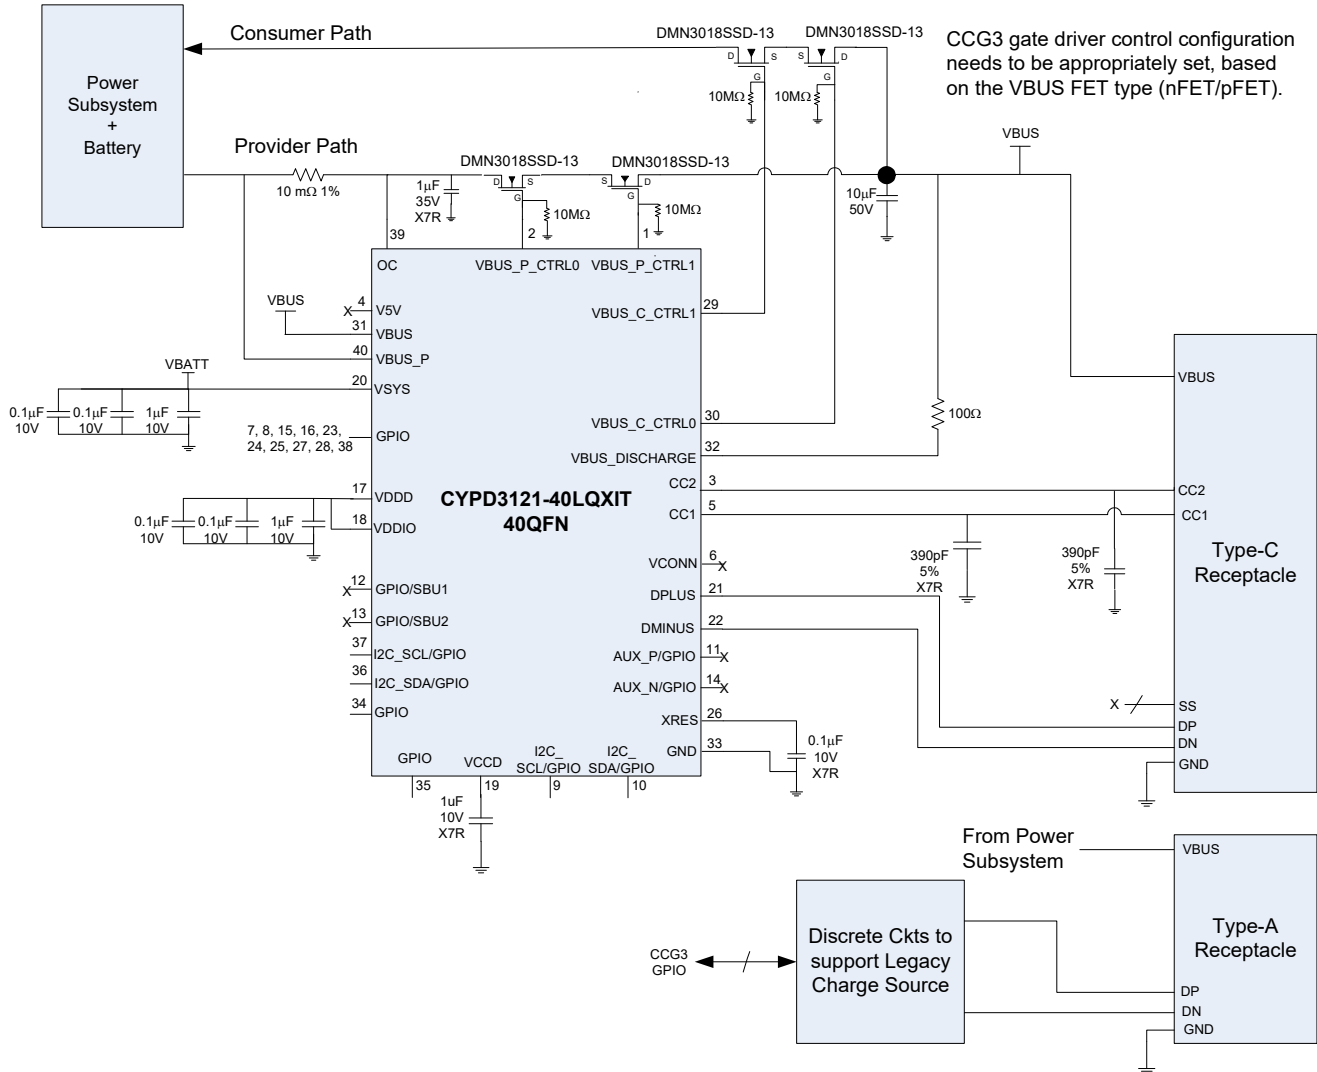 Consumer Path
DMN3018SSD-13
DMN3018SSD-13
CCG3 gate driver control configuration
needs to be appropriately set, based
on the VBUS FET type (nFET/pFET).
D
S
G
S
D
G
10MΩ
10MΩ
Power
Subsystem
+
Battery
Provider Path
10 mΩ 1%
1µF
35V
X7R
DMN3018SSD-13
DMN3018SSD-13
D
S
G
S
D
G
10MΩ
10MΩ
VBUS
10µF
50V
39
2
1
OC
VBUS_P_CTRL0
VBUS_P_CTRL1
VBUS
X
4
V5V
31
VBUS
40
VBUS_P
VBATT
20
VSYS
0.1µF
10V
0.1µF
10V
1µF
10V
7, 8, 15, 16, 23,
24, 25, 27, 28, 38
GPIO
17
VDDD
18
VDDIO
0.1µF
10V
0.1µF
10V
1µF
10V
X
12
GPIO/SBU1
X
13
GPIO/SBU2
37
I2C_SCL/GPIO
36
I2C_SDA/GPIO
34
GPIO
CYPD3121-40LQXIT
40QFN
VBUS_C_CTRL1
29
VBUS_C_CTRL0
30
VBUS_DISCHARGE
32
100Ω
CC2
3
CC1
5
VCONN
6
X
DPLUS
21
DMINUS
22
AUX_P/GPIO
11
X
AUX_N/GPIO
14
X
XRES
26
GND
33
0.1µF
10V
X7R
390pF
5%
X7R
390pF
5%
X7R
GPIO
35
VCCD
19
I2C_
SCL/GPIO
9
I2C_
SDA/GPIO
10
1uF
10V
X7R
VBUS
CC2
CC1
Type-C
Receptacle
X
SS
DP
DN
GND
From Power
Subsystem
VBUS
Type-A
Receptacle
DP
DN
GND
CCG3
GPIO
Discrete Ckts to
support Legacy
Charge Source